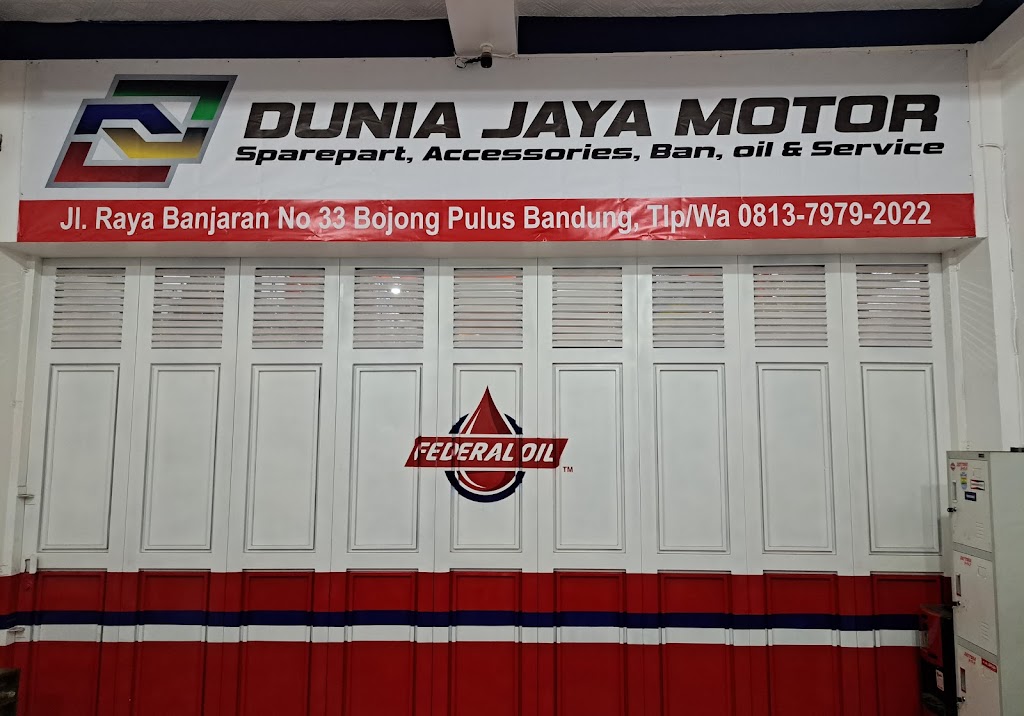 DUNIA JAYA MOTOR
Sparepart, Accessories, Ban, oil & Service
Jl. Raya Banjaran No 33 Bojong Pulus Bandung, Tlp/Wa 0813-7979-2022
FEDERAL OIL
TM